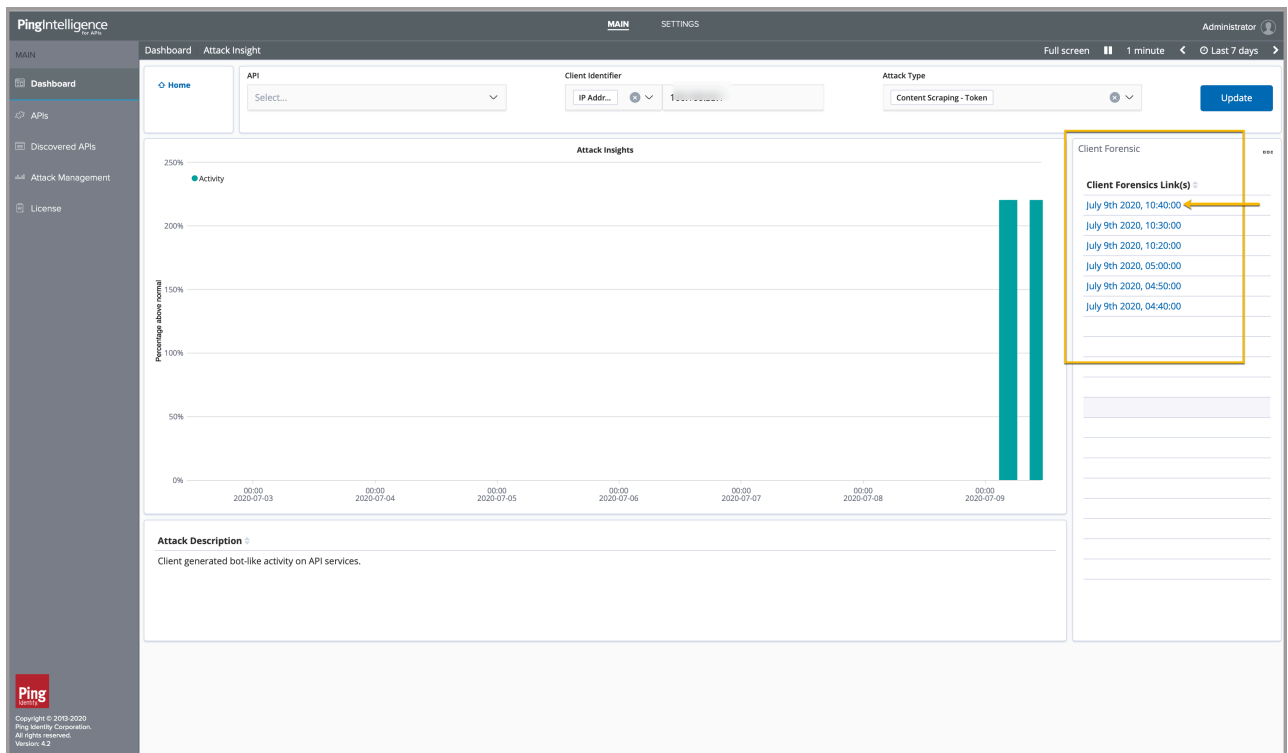 PingIntelligence
for APIs
MAIN
SETTINGS
Administrator
MAIN
Dashboard Attack Insight
Full screen 1 minute Last 7 days
Dashboard
APIs
Discovered APIs
Attack Management
License
Home
API
Select...
Client Identifier
IP Addr...
Attack Type
Content Scraping - Token
Update
Attack Insights
Activity
Percentage above normal
250%
200%
150%
100%
50%
0%
00:00 00:00 00:00 00:00 00:00 00:00 00:00
2020-07-03 2020-07-04 2020-07-05 2020-07-06 2020-07-07 2020-07-08 2020-07-09
Client Forensic
Client Forensics Link(s)
July 9th 2020, 10:40:00
July 9th 2020, 10:30:00
July 9th 2020, 10:20:00
July 9th 2020, 05:00:00
July 9th 2020, 04:50:00
July 9th 2020, 04:40:00
Attack Description
Client generated bot-like activity on API services.
Ping
Identity.
Copyright © 2013-2020
Ping Identity Corporation.
All rights reserved.
Version: 4.2